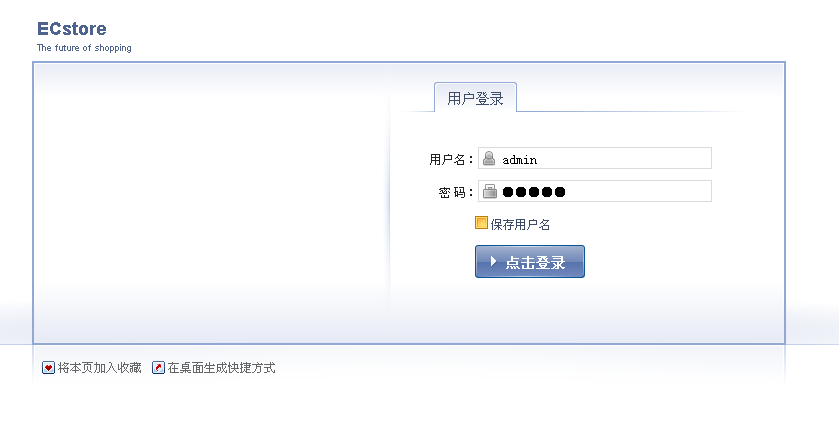 ECstore
The future of shopping
用户登录
用户名： admin
密 码： ●●●●●
保存用户名
点击登录
将本页加入收藏 在桌面生成快捷方式